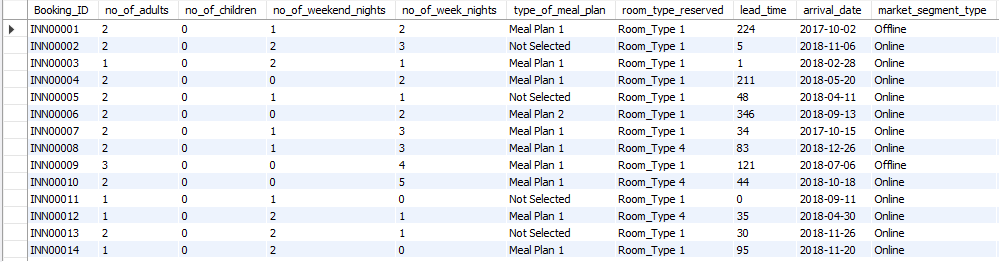 Booking_ID no_of_adults no_of_children no_of_weekend_nights no_of_week_nights type_of_meal_plan room_type_reserved lead_time arrival_date market_segment_type
INN00001 2 0 1 2 Meal Plan 1 Room_Type 1 224 2017-10-02 Offline
INN00002 2 0 2 3 Not Selected Room_Type 1 5 2018-11-06 Online
INN00003 1 0 2 1 Meal Plan 1 Room_Type 1 1 2018-02-28 Online
INN00004 2 0 0 2 Meal Plan 1 Room_Type 1 211 2018-05-20 Online
INN00005 2 0 1 1 Not Selected Room_Type 1 48 2018-04-11 Online
INN00006 2 0 0 2 Meal Plan 2 Room_Type 1 346 2018-09-13 Online
INN00007 2 0 1 3 Meal Plan 1 Room_Type 1 34 2017-10-15 Online
INN00008 2 0 1 3 Meal Plan 1 Room_Type 4 83 2018-12-26 Online
INN00009 3 0 0 4 Meal Plan 1 Room_Type 1 121 2018-07-06 Offline
INN00010 2 0 0 5 Meal Plan 1 Room_Type 4 44 2018-10-18 Online
INN00011 1 0 1 0 Not Selected Room_Type 1 0 2018-09-11 Online
INN00012 1 0 2 1 Meal Plan 1 Room_Type 4 35 2018-04-30 Online
INN00013 2 0 2 1 Not Selected Room_Type 1 30 2018-11-26 Online
INN00014 1 0 2 0 Meal Plan 1 Room_Type 1 95 2018-11-20 Online